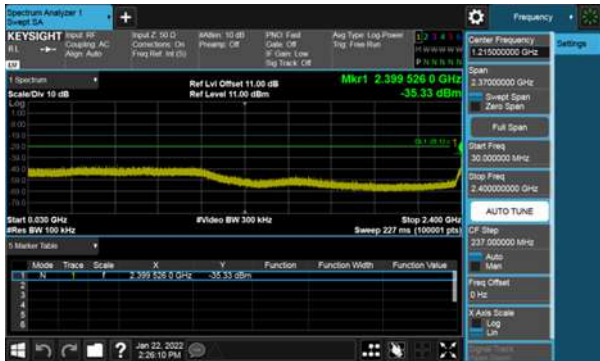 Spectrum Analyzer 1
Swept SA
+
Frequency
KEYSIGHT
Input: RF
Coupling: AC
Align: Auto
Input Z: 50 Ω
Corrections: On
Freq Ref: Int (S)
#Atten: 10 dB
Preamp: Off
PNO: Fast
Gate: Off
IF Gain: Low
Sig Track: Off
Avg Type: Log-Power
Trig: Free Run
Center Frequency
1.215000000 GHz
Settings
Span
2.37000000 GHz
Swept Span
Zero Span
Full Span
Start Freq
30.000000 MHz
Stop Freq
2.400000000 GHz
AUTO TUNE
CF Step
237.000000 MHz
Auto
Man
Freq Offset
0 Hz
X Axis Scale
Log
Lin
1 Spectrum
Scale/Div 10 dB
Log
Ref Lvl Offset 11.00 dB
Ref Level 11.00 dBm
Mkr1 2.399 526 0 GHz
-35.33 dBm
1.00
Start 0.030 GHz
#Res BW 100 kHz
#Video BW 300 kHz
Stop 2.400 GHz
Sweep 227 ms (100001 pts)
5 Marker Table
Mode Trace Scale X Y Function Function Width Function Value
1 N 1 f 2.399 526 0 GHz -35.33 dBm
2
3
4
5
6
Jan 22, 2022
2:26:10 PM